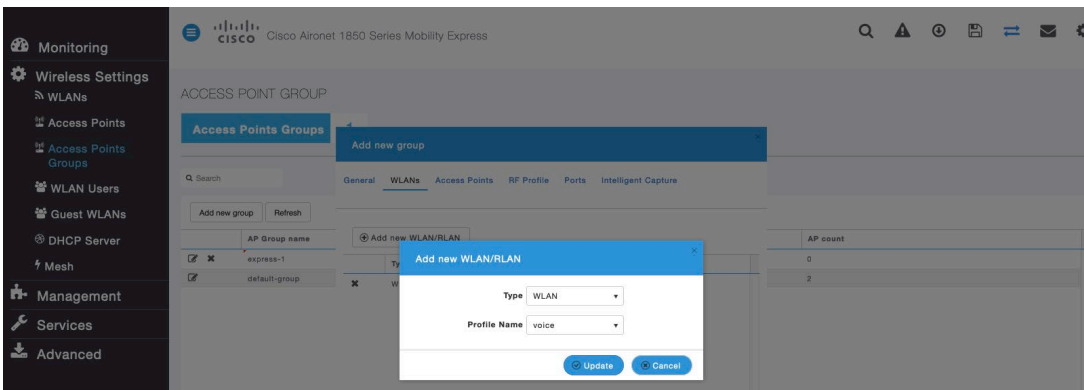 Monitoring
Wireless Settings
WLANs
Access Points
Access Points
Groups
WLAN Users
Guest WLANs
DHCP Server
Mesh
Management
Services
Advanced
CISCO Cisco Aironet 1850 Series Mobility Express
ACCESS POINT GROUP
Access Points Groups
Search
Add new group Refresh
AP Group name AP count
express-1 0
default-group 2
Add new group
General WLANs Access Points RF Profile Ports Intelligent Capture
Add new WLAN/RLAN
Ty
W
Add new WLAN/RLAN
Type WLAN
Profile Name voice
Update Cancel